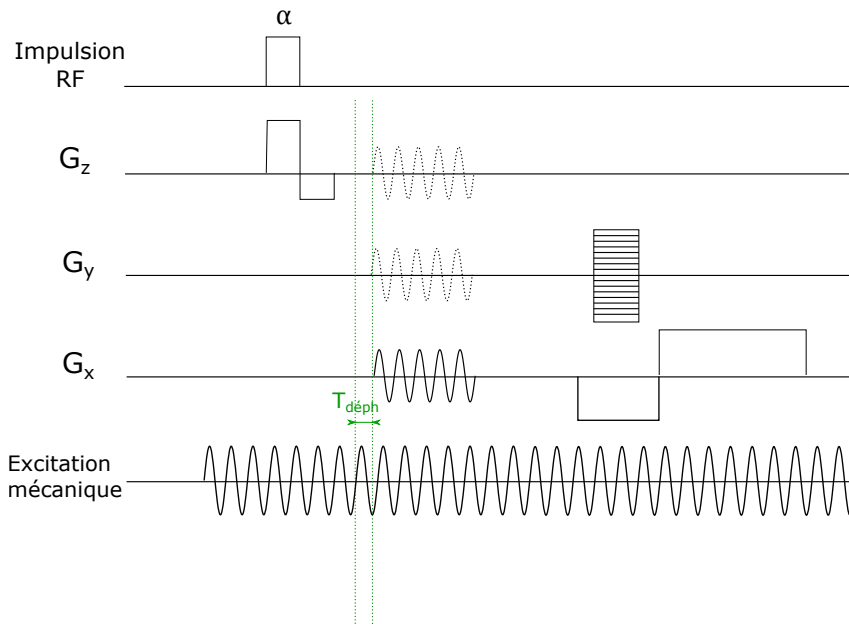 α
Impulsion
RF
Gz
Gy
Gx
Tdéph
Excitation
mécanique